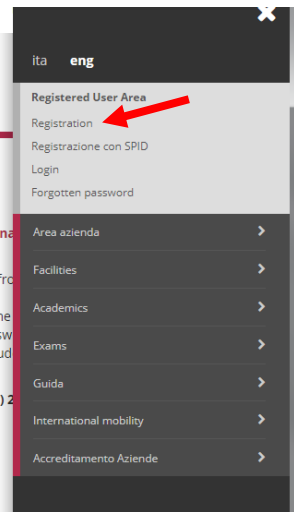 ita eng
Registered User Area
Registration
Registrazione con SPID
Login
Forgotten password
Area azienda
Facilities
Academics
Exams
Guida
International mobility
Accreditamento Aziende